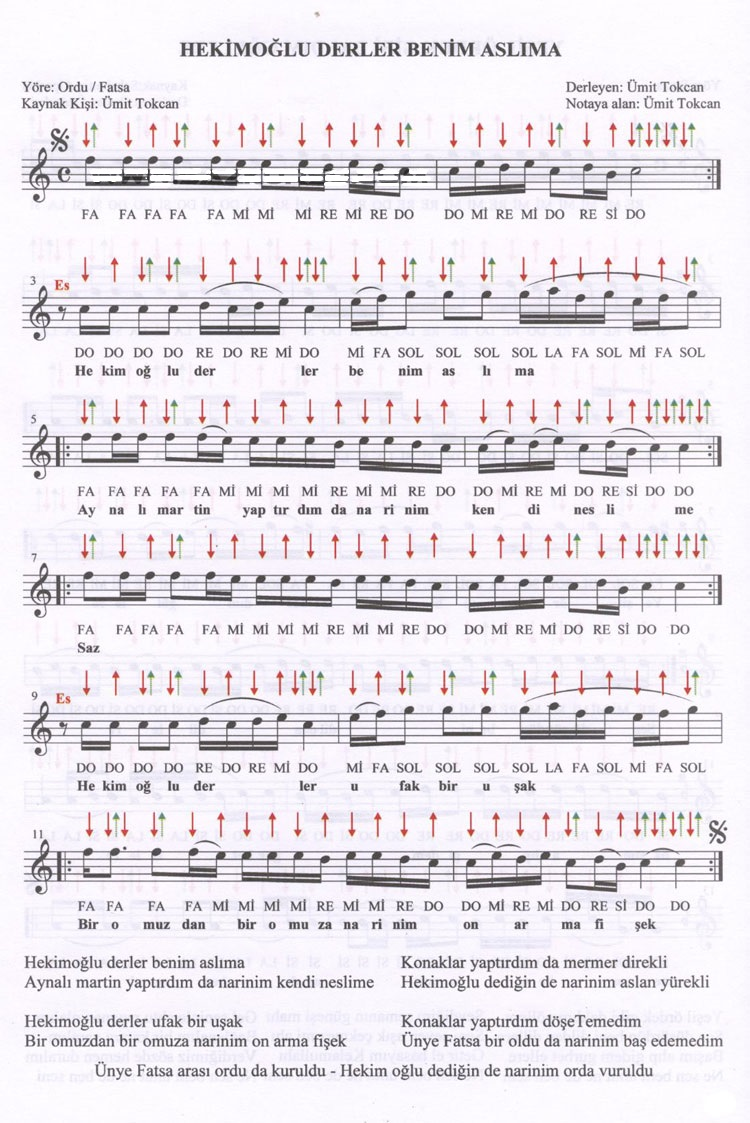 HEKİMOĞLU DERLER BENİM ASLIMA
Yöre: Ordu / Fatsa
Kaynak Kişi: Ümit Tokcan
Derleyen: Ümit Tokcan
Notaya alan: Ümit Tokcan
FA FA FA FA FA Mİ Mİ Mİ RE Mİ RE DO DO Mİ RE Mİ DO RE Sİ DO
3
Es
DO DO DO DO RE DO RE Mİ DO Mİ FA SOL SOL SOL LA FA SOL Mİ FA SOL
He kim oğ lu der ler be nim as lı ma
5
FA FA FA FA FA Mİ Mİ Mİ Mİ RE Mİ RE DO DO Mİ RE Mİ DO RE Sİ DO DO
Ay na lı mar tin yap tır dım da na ri nim ken di nes li me
7
FA FA FA FA FA Mİ Mİ Mİ Mİ RE Mİ RE DO DO Mİ RE Mİ DO RE Sİ DO DO
Saz
9
Es
DO DO DO DO RE DO RE Mİ DO Mİ FA SOL SOL SOL LA FA SOL Mİ FA SOL
He kim oğ lu der ler u fak bir u şak
11
FA FA FA FA FA Mİ Mİ Mİ Mİ RE Mİ RE DO DO Mİ RE Mİ DO RE Sİ DO DO
Bir o muz dan bir o mu za na ri nim on ar ma fi şek
Hekimoğlu derler benim aslıma
Aynalı martin yaptırdım da narinim kendi neslime
Konaklar yaptırdım da mermer direkli
Hekimoğlu dediğin de narinim aslan yürekli
Hekimoğlu derler ufak bir uşak
Bir omuzdan bir omuza narinim on arma fişek
Konaklar yaptırdım döşeTemedim
Ünye Fatsa bir oldu da narinim baş edemedim
Ünye Fatsa arası ordu da kuruldu - Hekim oğlu dediğin de narinim orda vuruldu